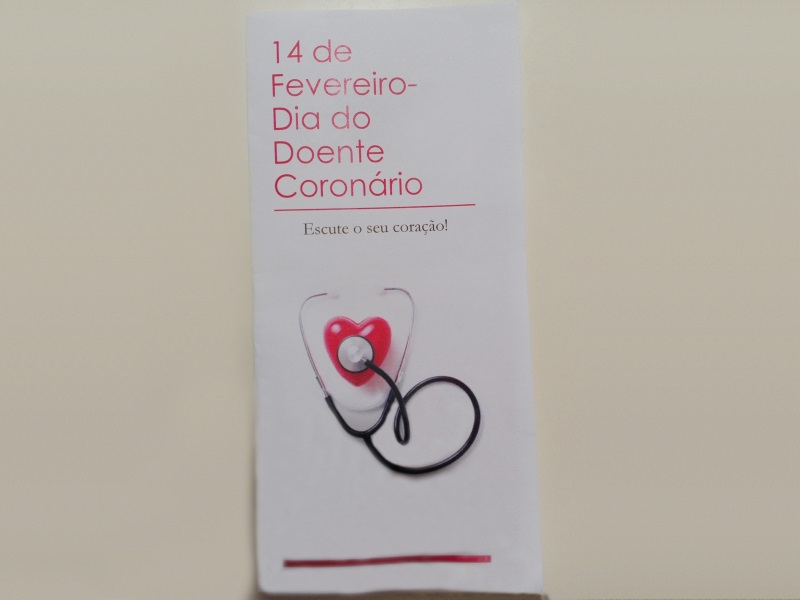 14 de
Fevereiro-
Dia do
Doente
Coronário
Escute o seu coração!